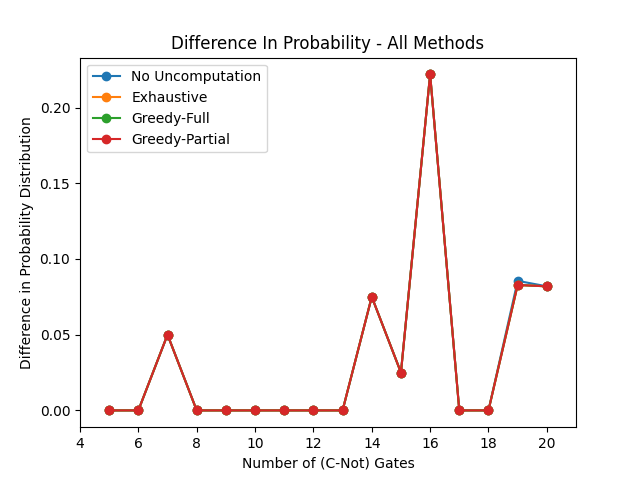 Difference In Probability - All Methods
No Uncomputation
Exhaustive
Greedy-Full
Greedy-Partial
Difference in Probability Distribution
0.20
0.15
0.10
0.05
0.00
4 6 8 10 12 14 16 18 20
Number of (C-Not) Gates